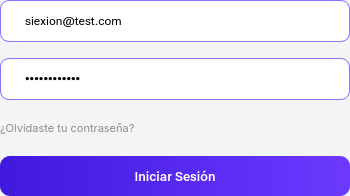 siexion@test.com
••••••••••••
¿Olvidaste tu contraseña?
Iniciar Sesión